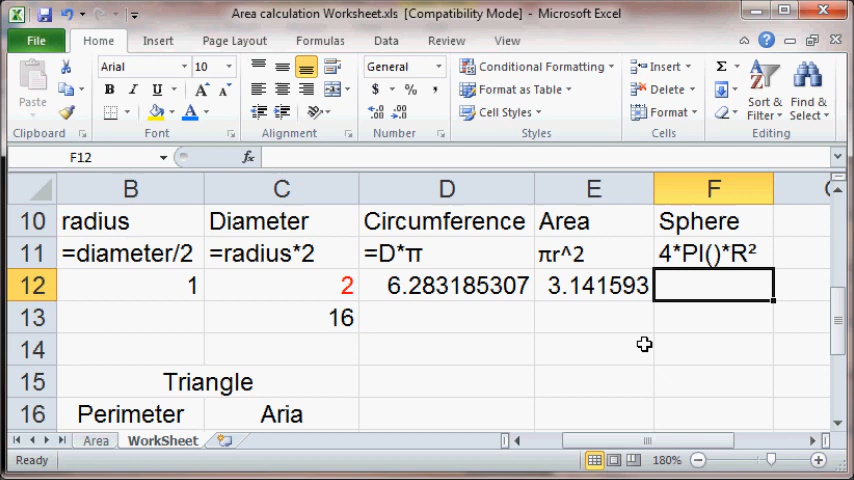 Area calculation Worksheet.xls [Compatibility Mode] - Microsoft Excel
File Home Insert Page Layout Formulas Data Review View
Paste
Clipboard
Arial 10
B I U A A
A
Font
Alignment
General
$ % ,
Number
Conditional Formatting
Format as Table
Cell Styles
Styles
Insert
Delete
Format
Cells
Σ
Sort & Filter
Find & Select
Editing
F12 fx
B C D E F
10 radius Diameter Circumference Area Sphere
11 =diameter/2 =radius*2 =D*π πr^2 4*PI()*R²
12 1 2 6.283185307 3.141593
13 16
14
15 Triangle
16 Perimeter Aria
Area WorkSheet
Ready 180%